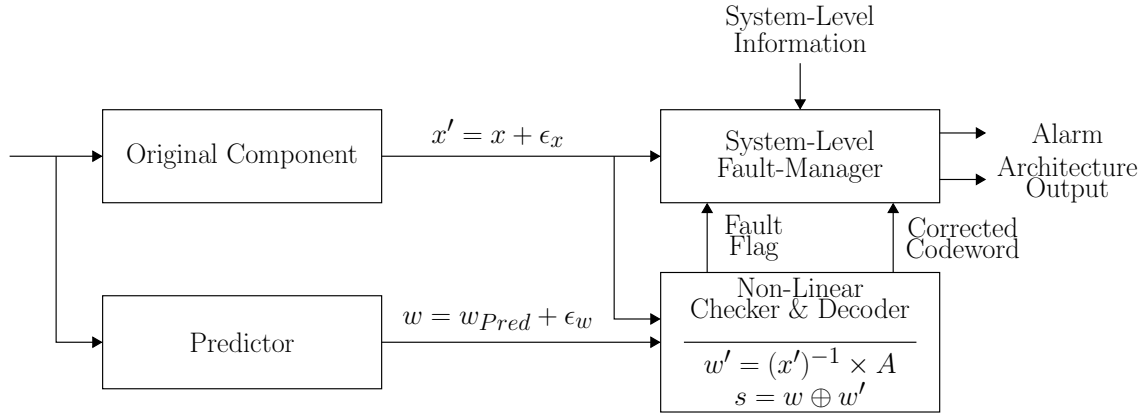 System-Level
Information
Original Component
x' = x + ϵ_x
System-Level
Fault-Manager
Alarm
Architecture
Output
Fault
Flag
Corrected
Codeword
Predictor
w = w_{Pred} + ϵ_w
Non-Linear
Checker & Decoder
w' = (x')^{-1} × A
s = w ⊕ w'